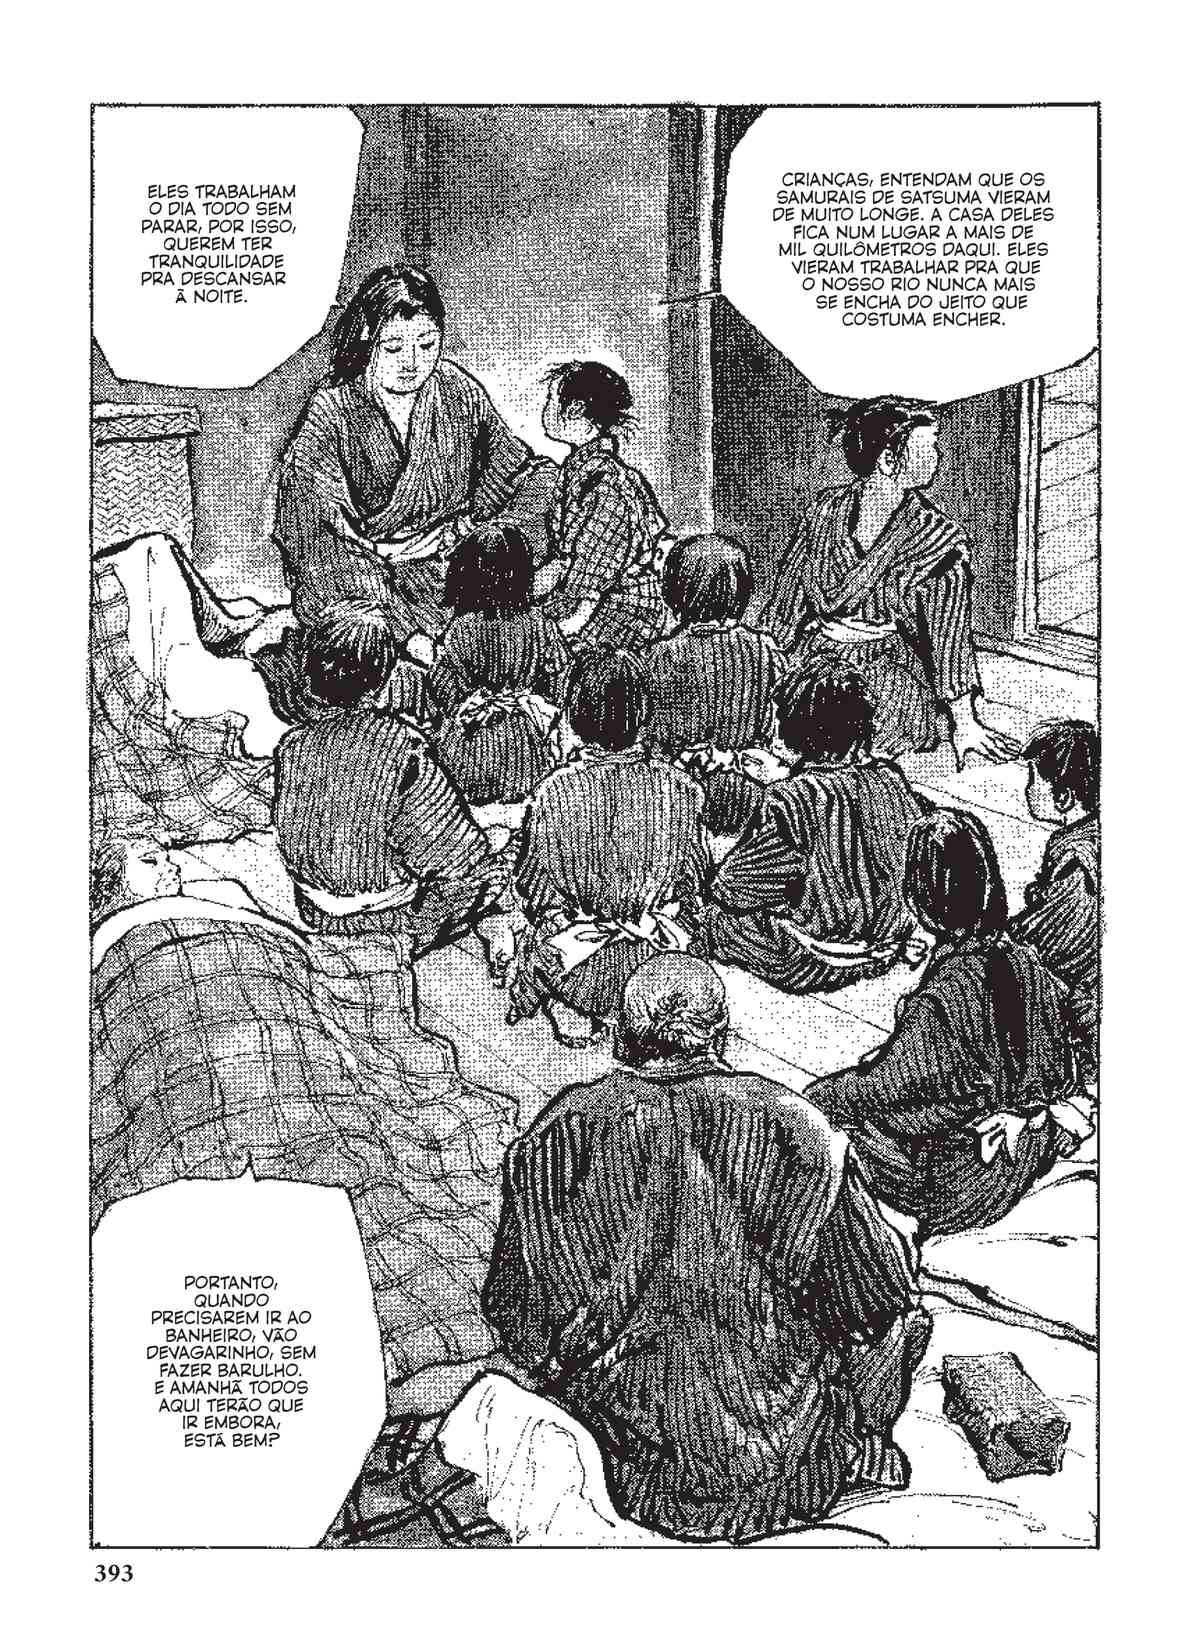 CRIANÇAS, ENTENDAM QUE OS
SAMURAIS DE SATSUMA VIERAM
DE MUITO LONGE. A CASA DELES
FICA NUM LUGAR A MAIS DE
MIL QUILÔMETROS DAQUI. ELES
VIERAM TRABALHAR PRA QUE
O NOSSO RIO NUNCA MAIS
SE ENCHA DO JEITO QUE
COSTUMA ENCHER.
ELES TRABALHAM
O DIA TODO SEM
PARAR, POR ISSO,
QUEREM TER
TRANQUILIDADE
PRA DESCANSAR
À NOITE.
PORTANTO,
QUANDO
PRECISAREM IR AO
BANHEIRO, VÃO
DEVAGARINHO, SEM
FAZER BARULHO.
E AMANHÃ TODOS
AQUI TERÃO QUE
IR EMBORA,
ESTÁ BEM?
393